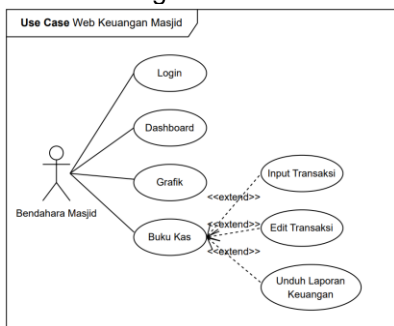 Use Case Web Keuangan Masjid
Login
Dashboard
Grafik
Buku Kas
Bendahara Masjid
Input Transaksi
<<extend>>
Edit Transaksi
<<extend>>
<<extend>>
Unduh Laporan
Keuangan